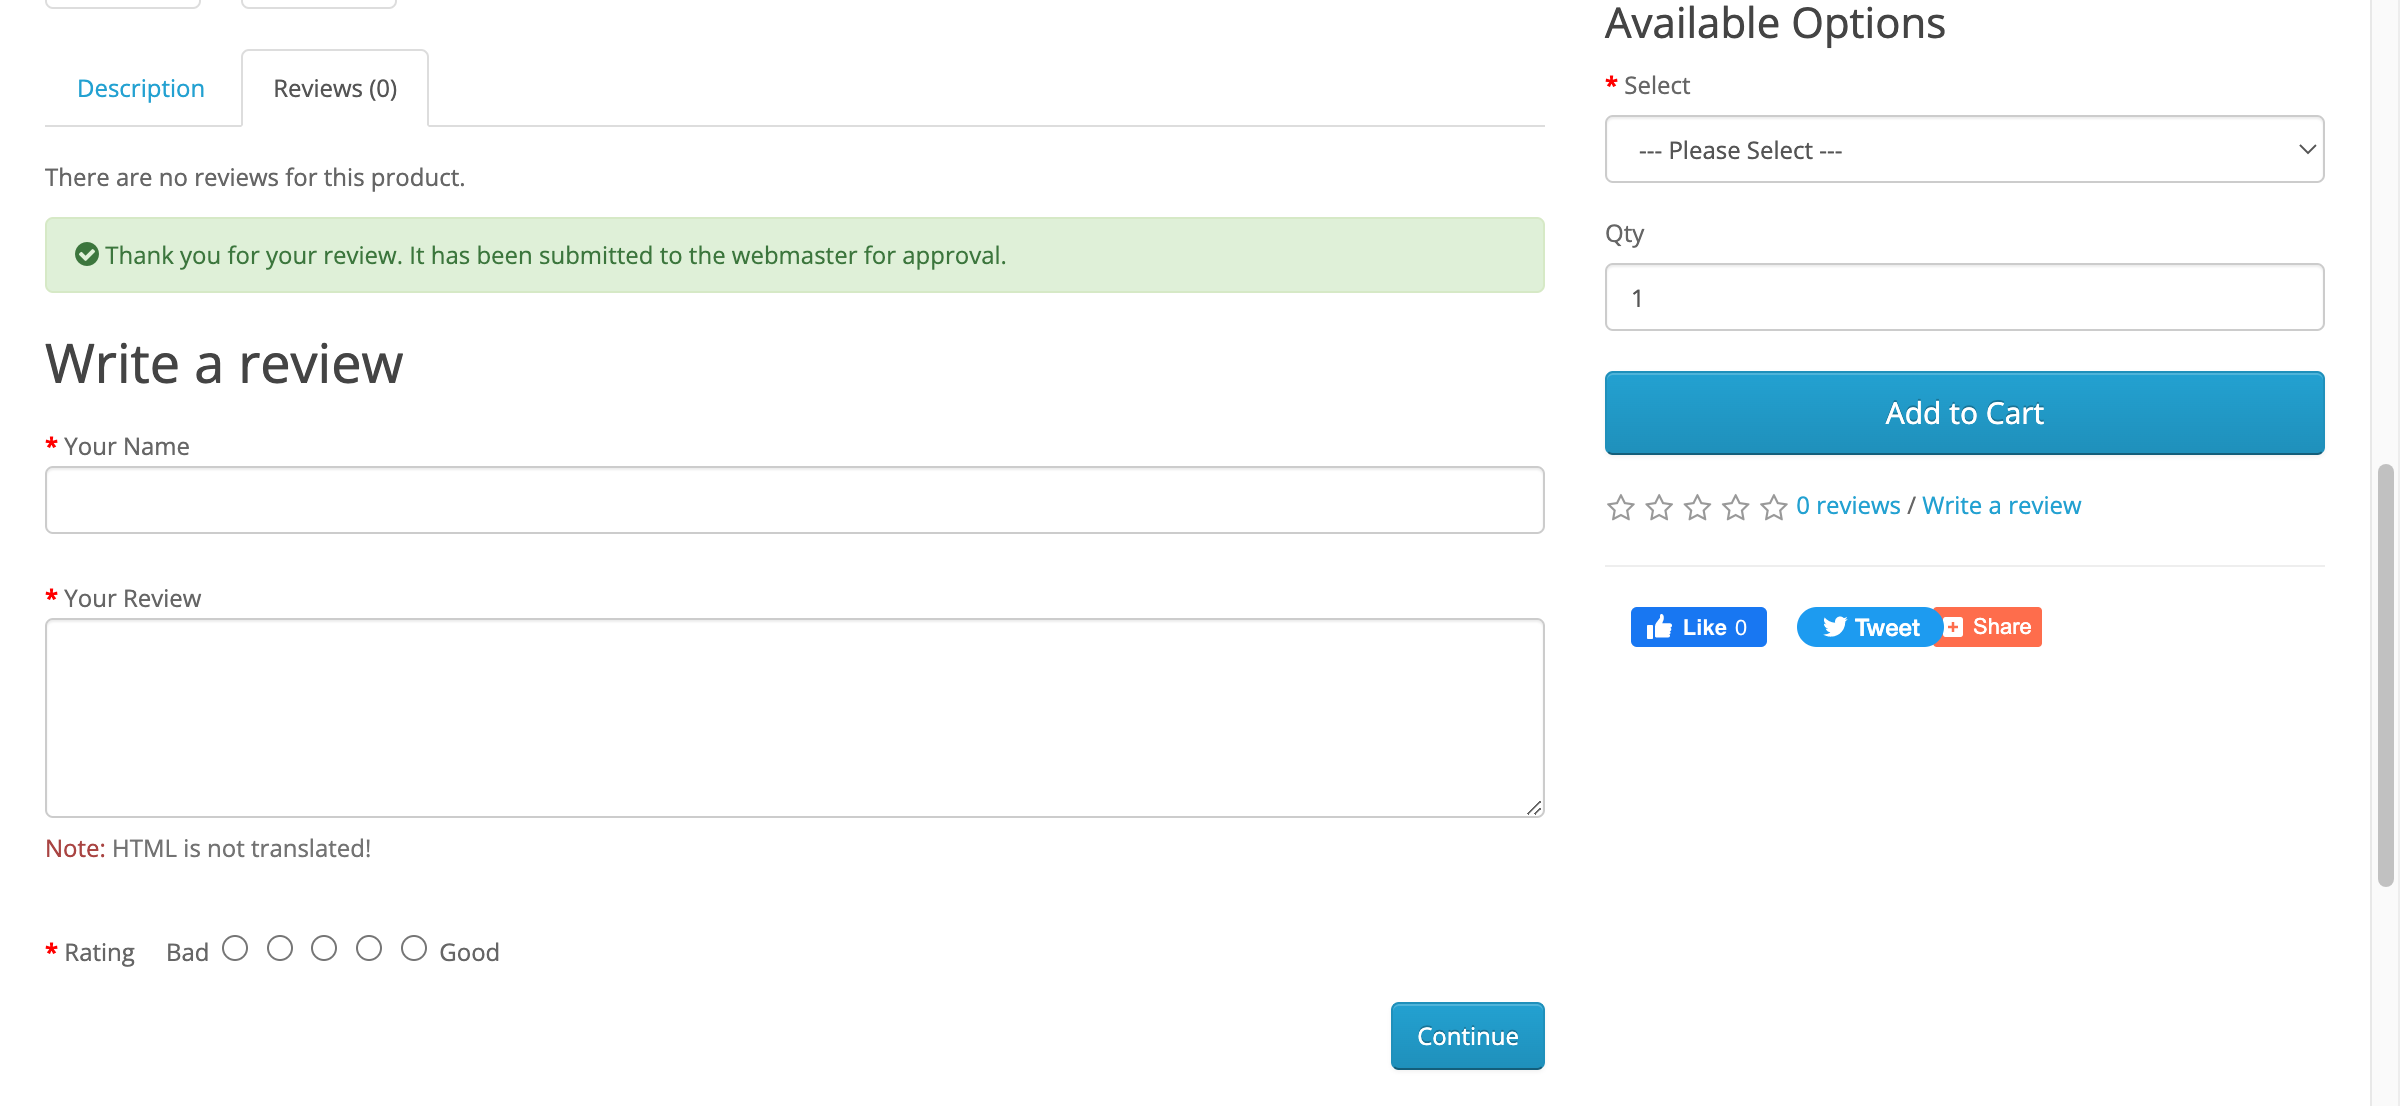 Description
Reviews (0)
There are no reviews for this product.
Thank you for your review. It has been submitted to the webmaster for approval.
Write a review
* Your Name
* Your Review
Note: HTML is not translated!
* Rating Bad Good
Continue
Available Options
* Select
--- Please Select ---
Qty
1
Add to Cart
0 reviews / Write a review
Like 0
Tweet
Share